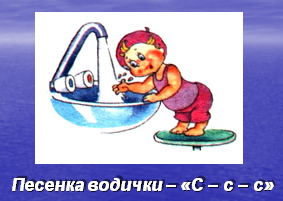 Песенка водички – «С – с – с»